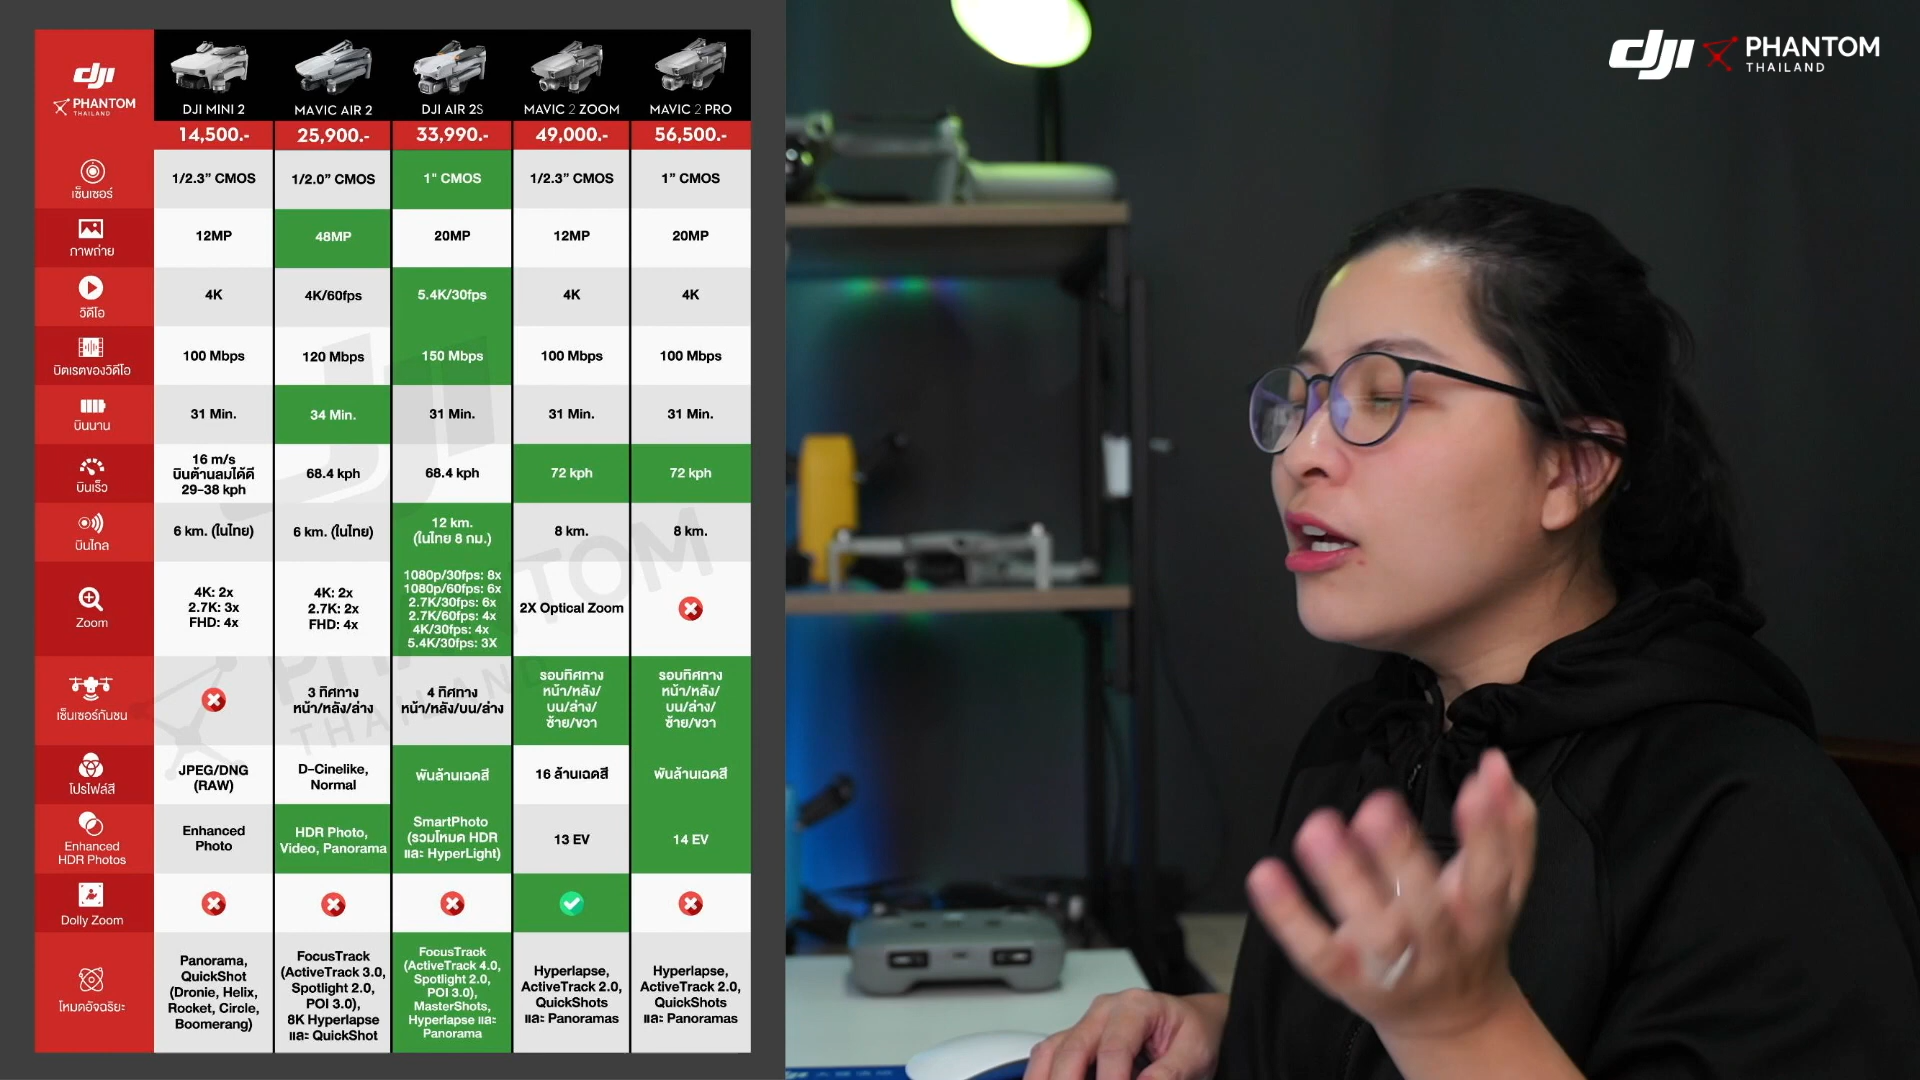 dji
PHANTOM
THAILAND
DJI MINI 2
MAVIC AIR 2
DJI AIR 2S
MAVIC 2 ZOOM
MAVIC 2 PRO
14,500.-
25,900.-
33,990.-
49,000.-
56,500.-
เซ็นเซอร์
1/2.3” CMOS
1/2.0” CMOS
1" CMOS
1/2.3” CMOS
1” CMOS
ภาพถ่าย
12MP
48MP
20MP
12MP
20MP
วิดีโอ
4K
4K/60fps
5.4K/30fps
4K
4K
บิตเรตของวิดีโอ
100 Mbps
120 Mbps
150 Mbps
100 Mbps
100 Mbps
บินนาน
31 Min.
34 Min.
31 Min.
31 Min.
31 Min.
บินเร็ว
16 m/s
บินต้านลมได้ดี
29-38 kph
68.4 kph
68.4 kph
72 kph
72 kph
บินไกล
6 km. (ในไทย)
6 km. (ในไทย)
12 km.
(ในไทย 8 กม.)
8 km.
8 km.
Zoom
4K: 2x
2.7K: 3x
FHD: 4x
4K: 2x
2.7K: 2x
FHD: 4x
1080p/30fps: 8x
1080p/60fps: 6x
2.7K/30fps: 6x
2.7K/60fps: 4x
4K/30fps: 4x
5.4K/30fps: 3X
2X Optical Zoom
เซ็นเซอร์กันชน
3 ทิศทาง
หน้า/หลัง/ล่าง
4 ทิศทาง
หน้า/หลัง/บน/ล่าง
รอบทิศทาง
หน้า/หลัง/
บน/ล่าง/
ซ้าย/ขวา
รอบทิศทาง
หน้า/หลัง/
บน/ล่าง/
ซ้าย/ขวา
โปรไฟล์สี
JPEG/DNG
(RAW)
D-Cinelike,
Normal
พันล้านเฉดสี
16 ล้านเฉดสี
พันล้านเฉดสี
Enhanced
HDR Photos
Enhanced
Photo
HDR Photo,
Video, Panorama
SmartPhoto
(รวมโหมด HDR
และ HyperLight)
13 EV
14 EV
Dolly Zoom
โหมดอัจฉริยะ
Panorama,
QuickShot
(Dronie, Helix,
Rocket, Circle,
Boomerang)
FocusTrack
(ActiveTrack 3.0,
Spotlight 2.0,
POI 3.0),
8K Hyperlapse
และ QuickShot
FocusTrack
(ActiveTrack 4.0,
Spotlight 2.0,
POI 3.0),
MasterShots,
Hyperlapse และ
Panorama
Hyperlapse,
ActiveTrack 2.0,
QuickShots
และ Panoramas
Hyperlapse,
ActiveTrack 2.0,
QuickShots
และ Panoramas
dji
PHANTOM
THAILAND
dji
PHANTOM
THAILAND